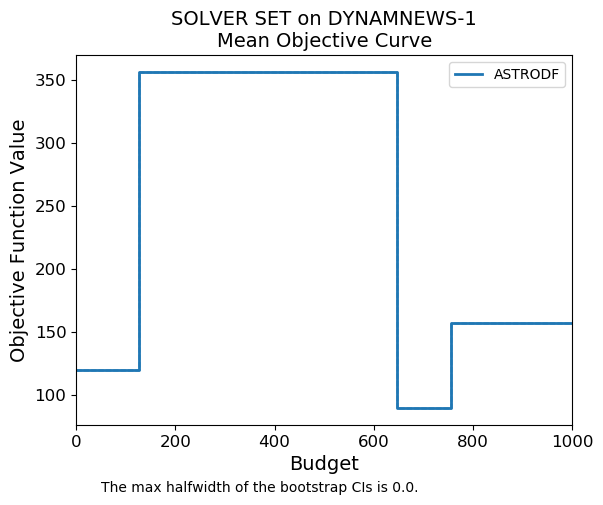 SOLVER SET on DYNAMNEWS-1
Mean Objective Curve
ASTRODF
Objective Function Value
350
300
250
200
150
100
0 200 400 600 800 1000
Budget
The max halfwidth of the bootstrap CIs is 0.0.